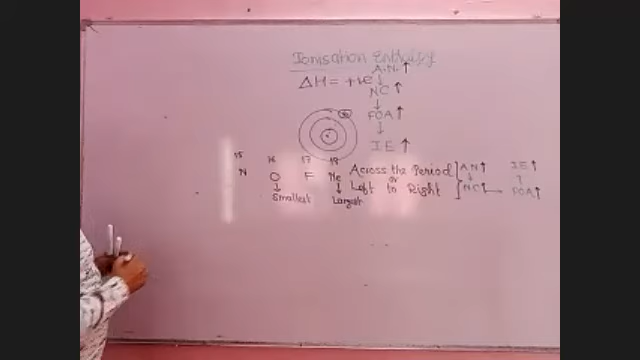 Ionisation Enthalpy
A.N. ↑
ΔH = +ve ↓
NC ↑
↓
FOA ↑
↓
IE ↑
15 16 17 18
N O F Ne Across the Period AN ↑ IE ↑
↓ ↓ or ↓ ↑
Smallest Largest Left to Right NC ↑ FOA ↑